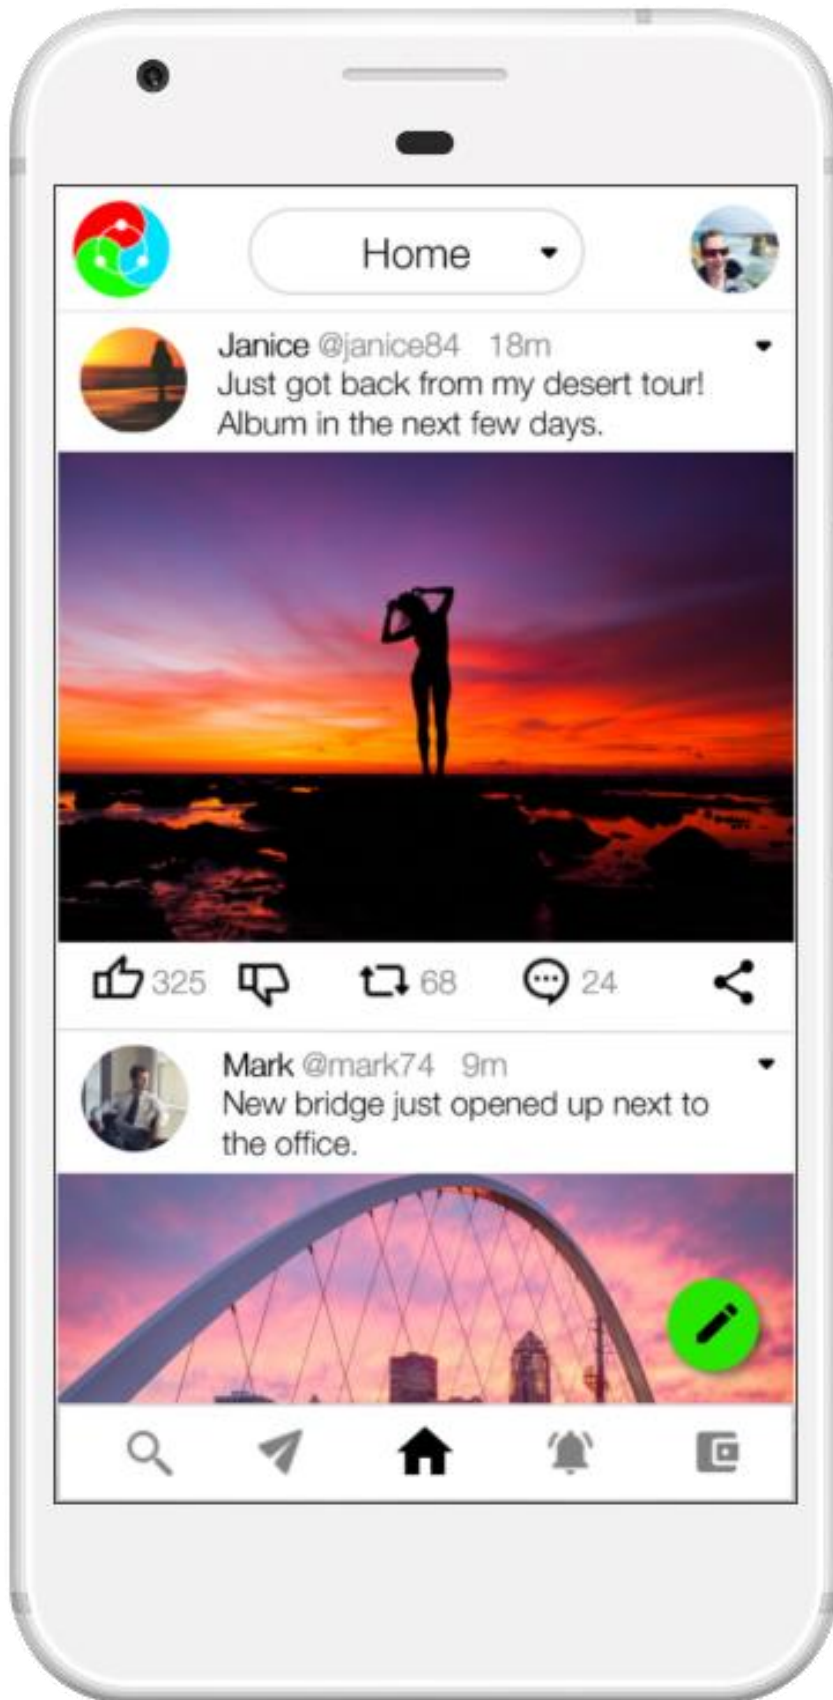 Home
Janice @janice84 18m
Just got back from my desert tour!
Album in the next few days.
325 68 24
Mark @mark74 9m
New bridge just opened up next to
the office.